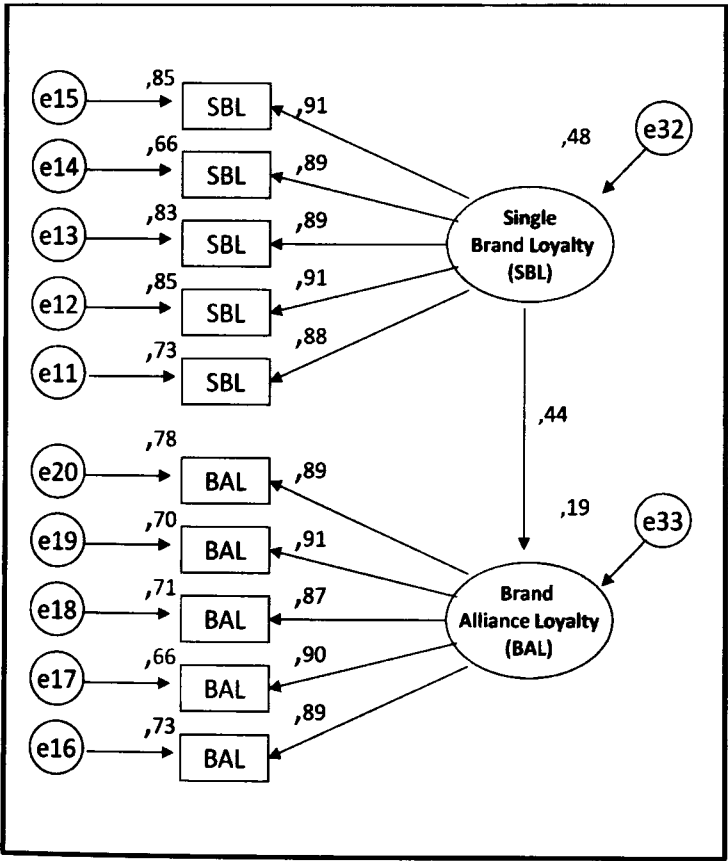 e15 ,85 SBL ,91
e14 ,66 SBL ,89
e13 ,83 SBL ,89
e12 ,85 SBL ,91
e11 ,73 SBL ,88
,48 e32
Single
Brand Loyalty
(SBL)
,44
e20 ,78 BAL ,89
e19 ,70 BAL ,91
e18 ,71 BAL ,87
e17 ,66 BAL ,90
e16 ,73 BAL ,89
,19 e33
Brand
Alliance Loyalty
(BAL)